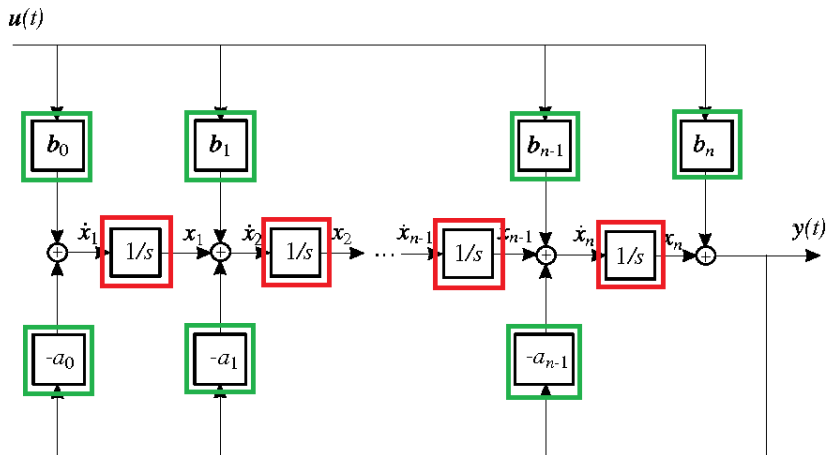 u(t)
b₀ b₁ bₙ₋₁ bₙ
ẋ₁ 1/s x₁ + ẋ₂ 1/s x₂ ... ẋₙ₋₁ 1/s xₙ₋₁ + ẋₙ 1/s xₙ + y(t)
+
-a₀ -a₁ -aₙ₋₁